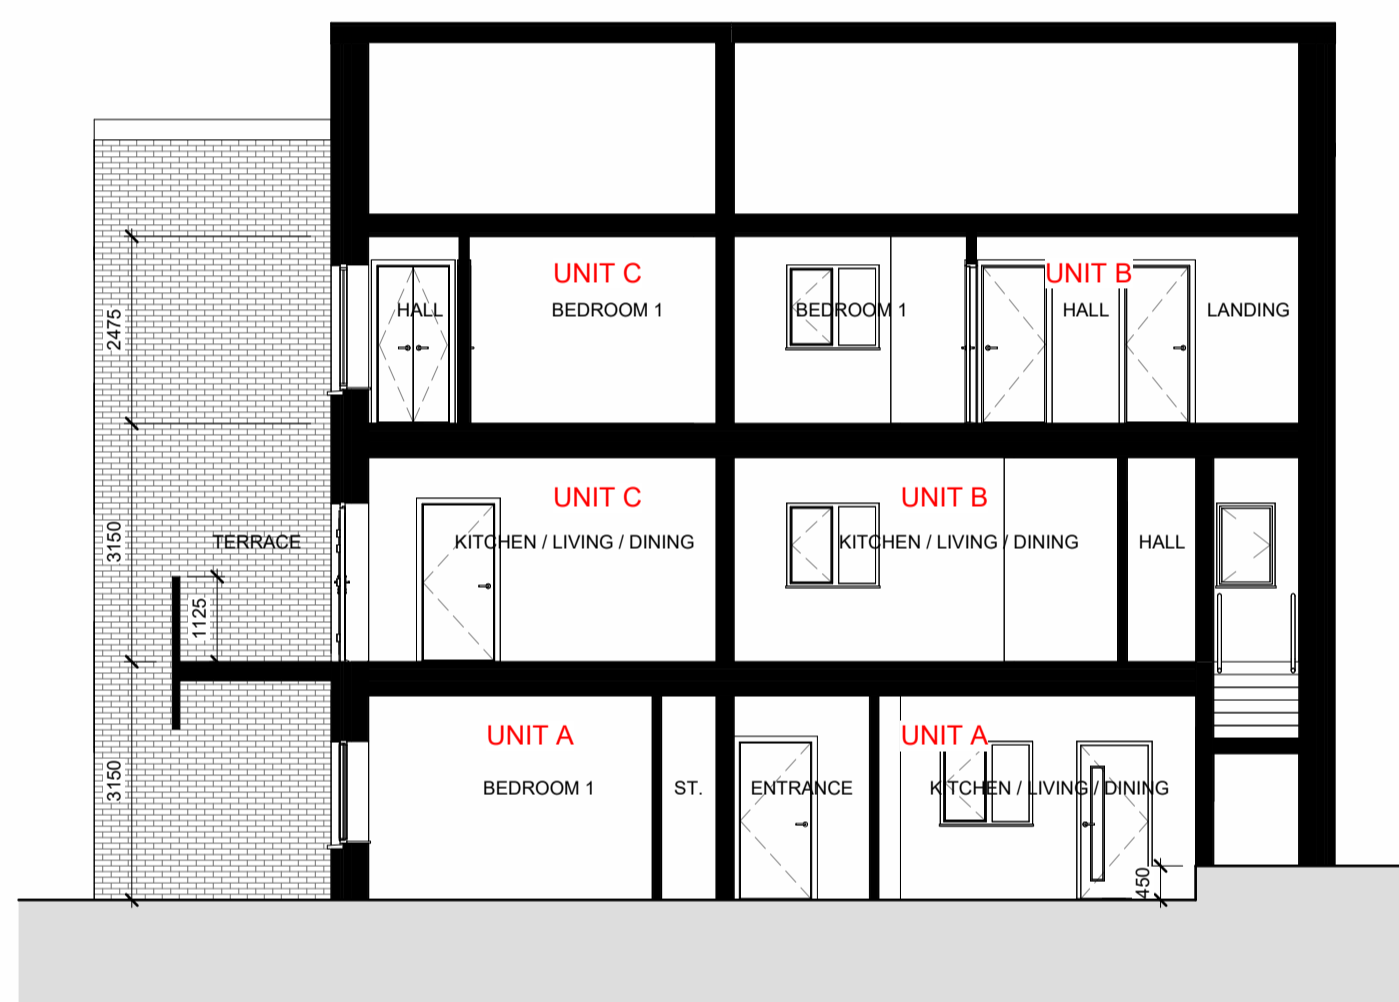 UNIT C
UNIT B
HALL
BEDROOM 1
BEDROOM 1
HALL
LANDING
2475
UNIT C
UNIT B
TERRACE
KITCHEN / LIVING / DINING
KITCHEN / LIVING / DINING
HALL
3150
1125
UNIT A
UNIT A
BEDROOM 1
ST.
ENTRANCE
KITCHEN / LIVING / DINING
3150
450